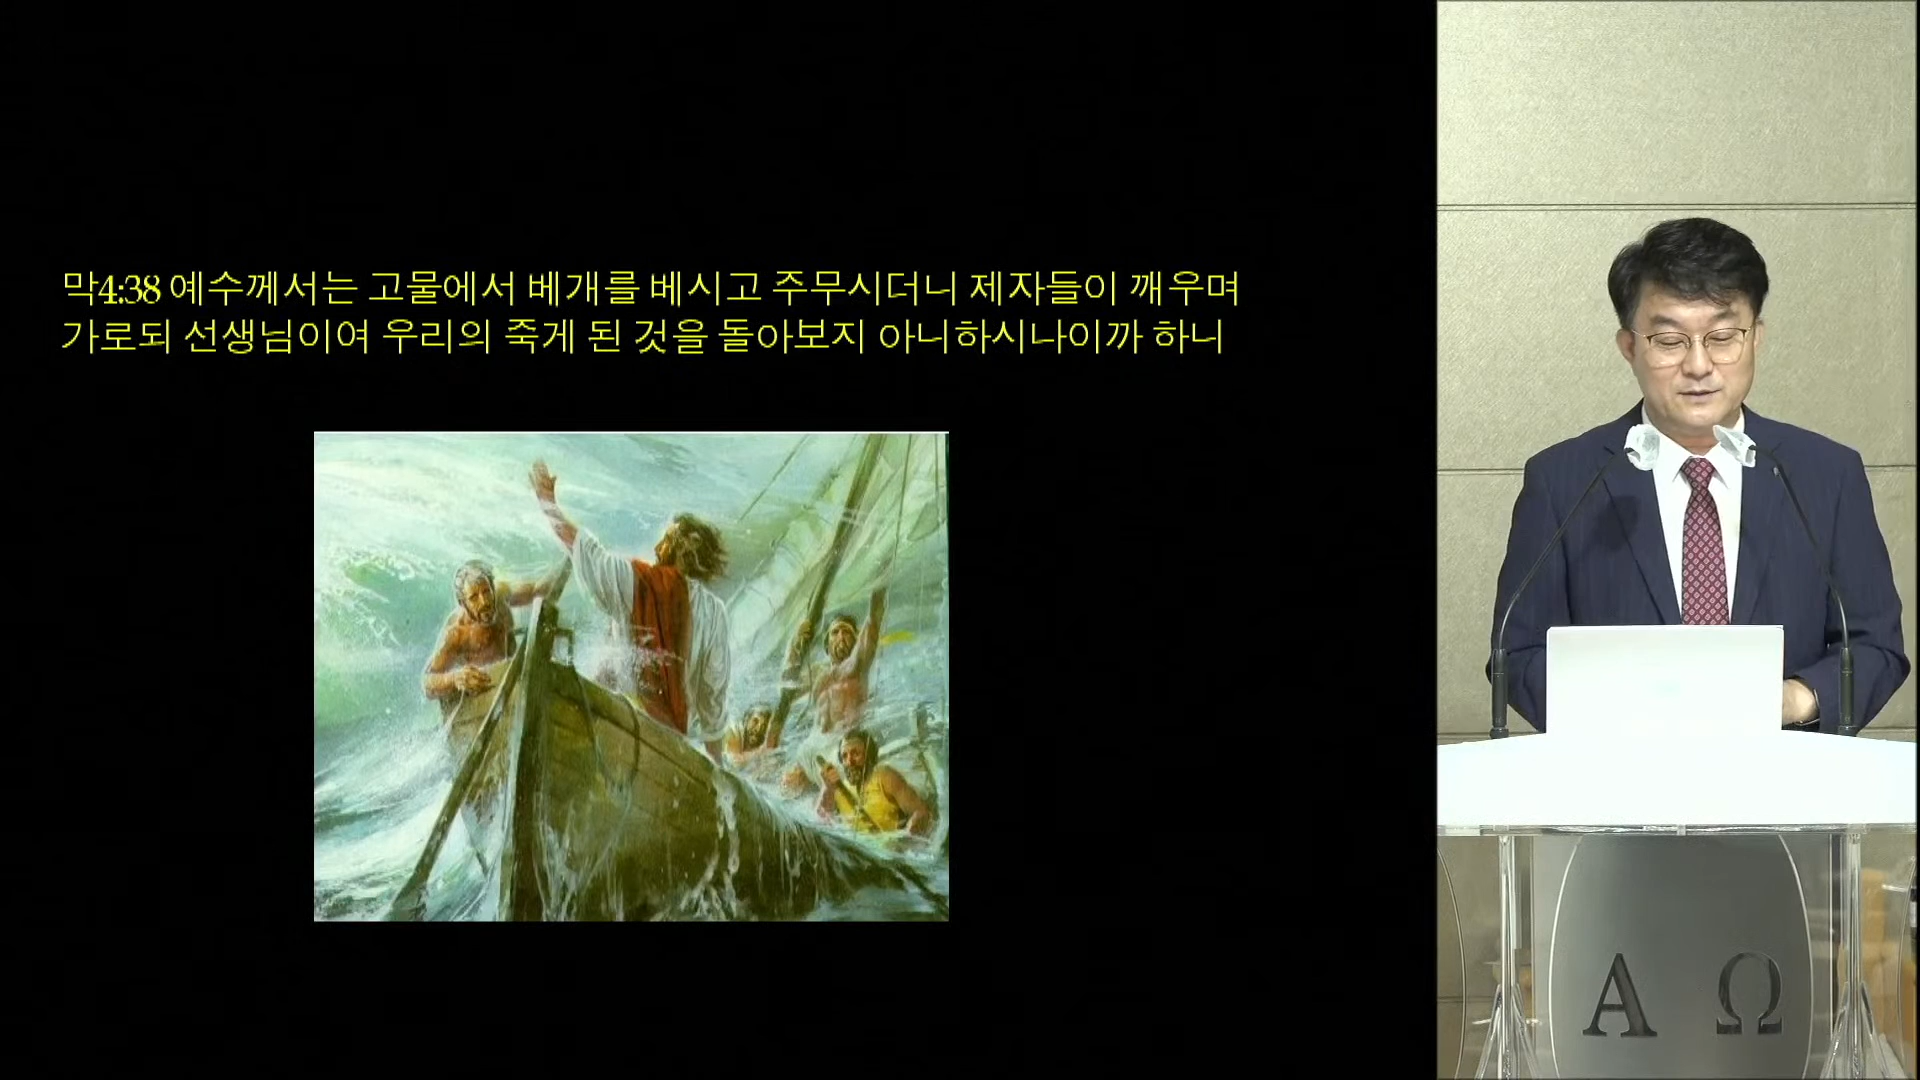 막4:38 예수께서는 고물에서 베개를 베시고 주무시더니 제자들이 깨우며
가로되 선생님이여 우리의 죽게 된 것을 돌아보지 아니하시나이까 하니
Α Ω